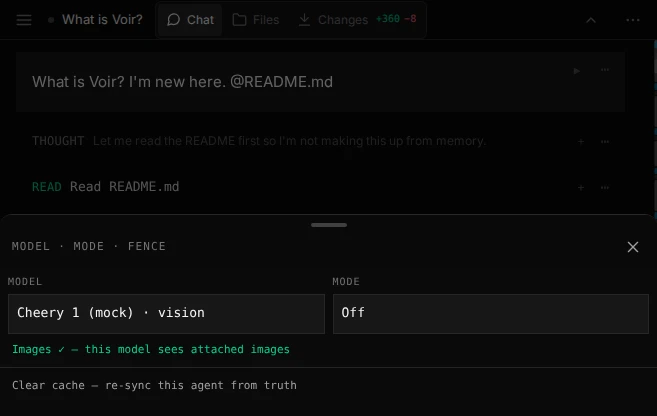 What is Voir? Chat Files Changes +360 −8
What is Voir? I'm new here. @README.md
THOUGHT Let me read the README first so I'm not making this up from memory.
READ Read README.md
MODEL · MODE · FENCE
MODEL MODE
Cheery 1 (mock) · vision Off
Images ✓ — this model sees attached images
Clear cache — re-sync this agent from truth